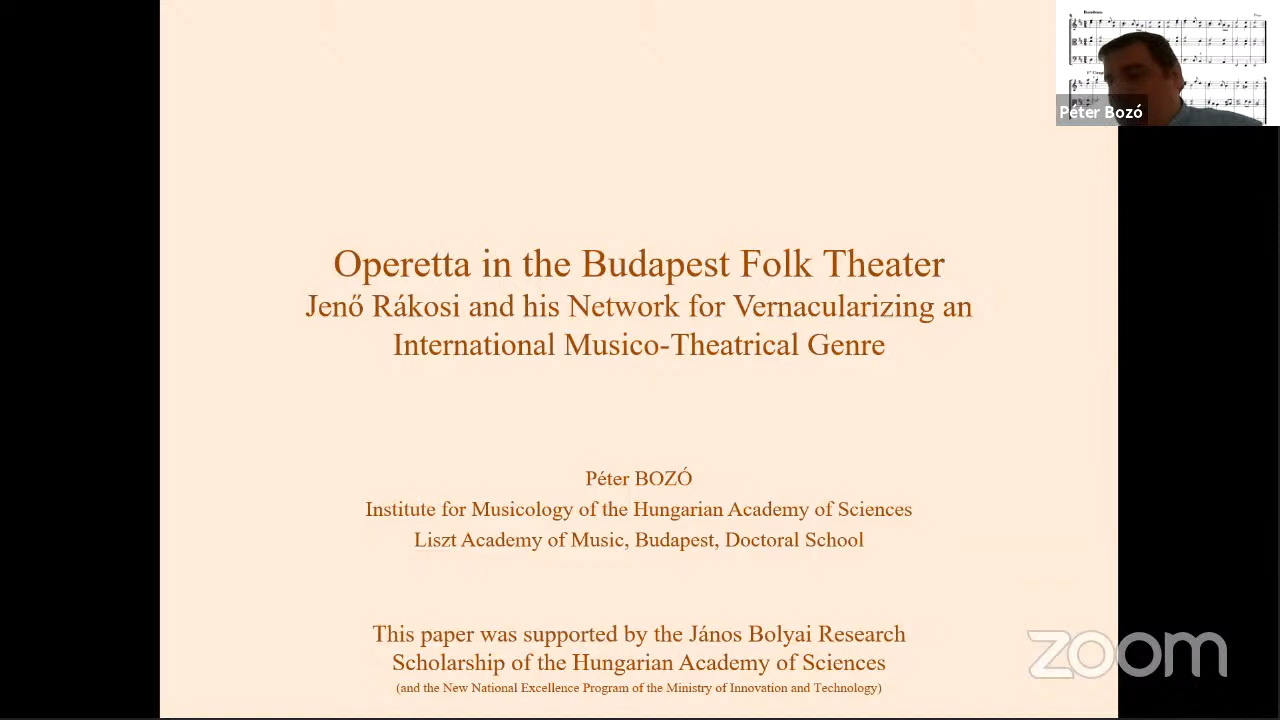 Péter Bozó
Operetta in the Budapest Folk Theater
Jenő Rákosi and his Network for Vernacularizing an
International Musico-Theatrical Genre
Péter BOZÓ
Institute for Musicology of the Hungarian Academy of Sciences
Liszt Academy of Music, Budapest, Doctoral School
This paper was supported by the János Bolyai Research
Scholarship of the Hungarian Academy of Sciences
(and the New National Excellence Program of the Ministry of Innovation and Technology)
zoom